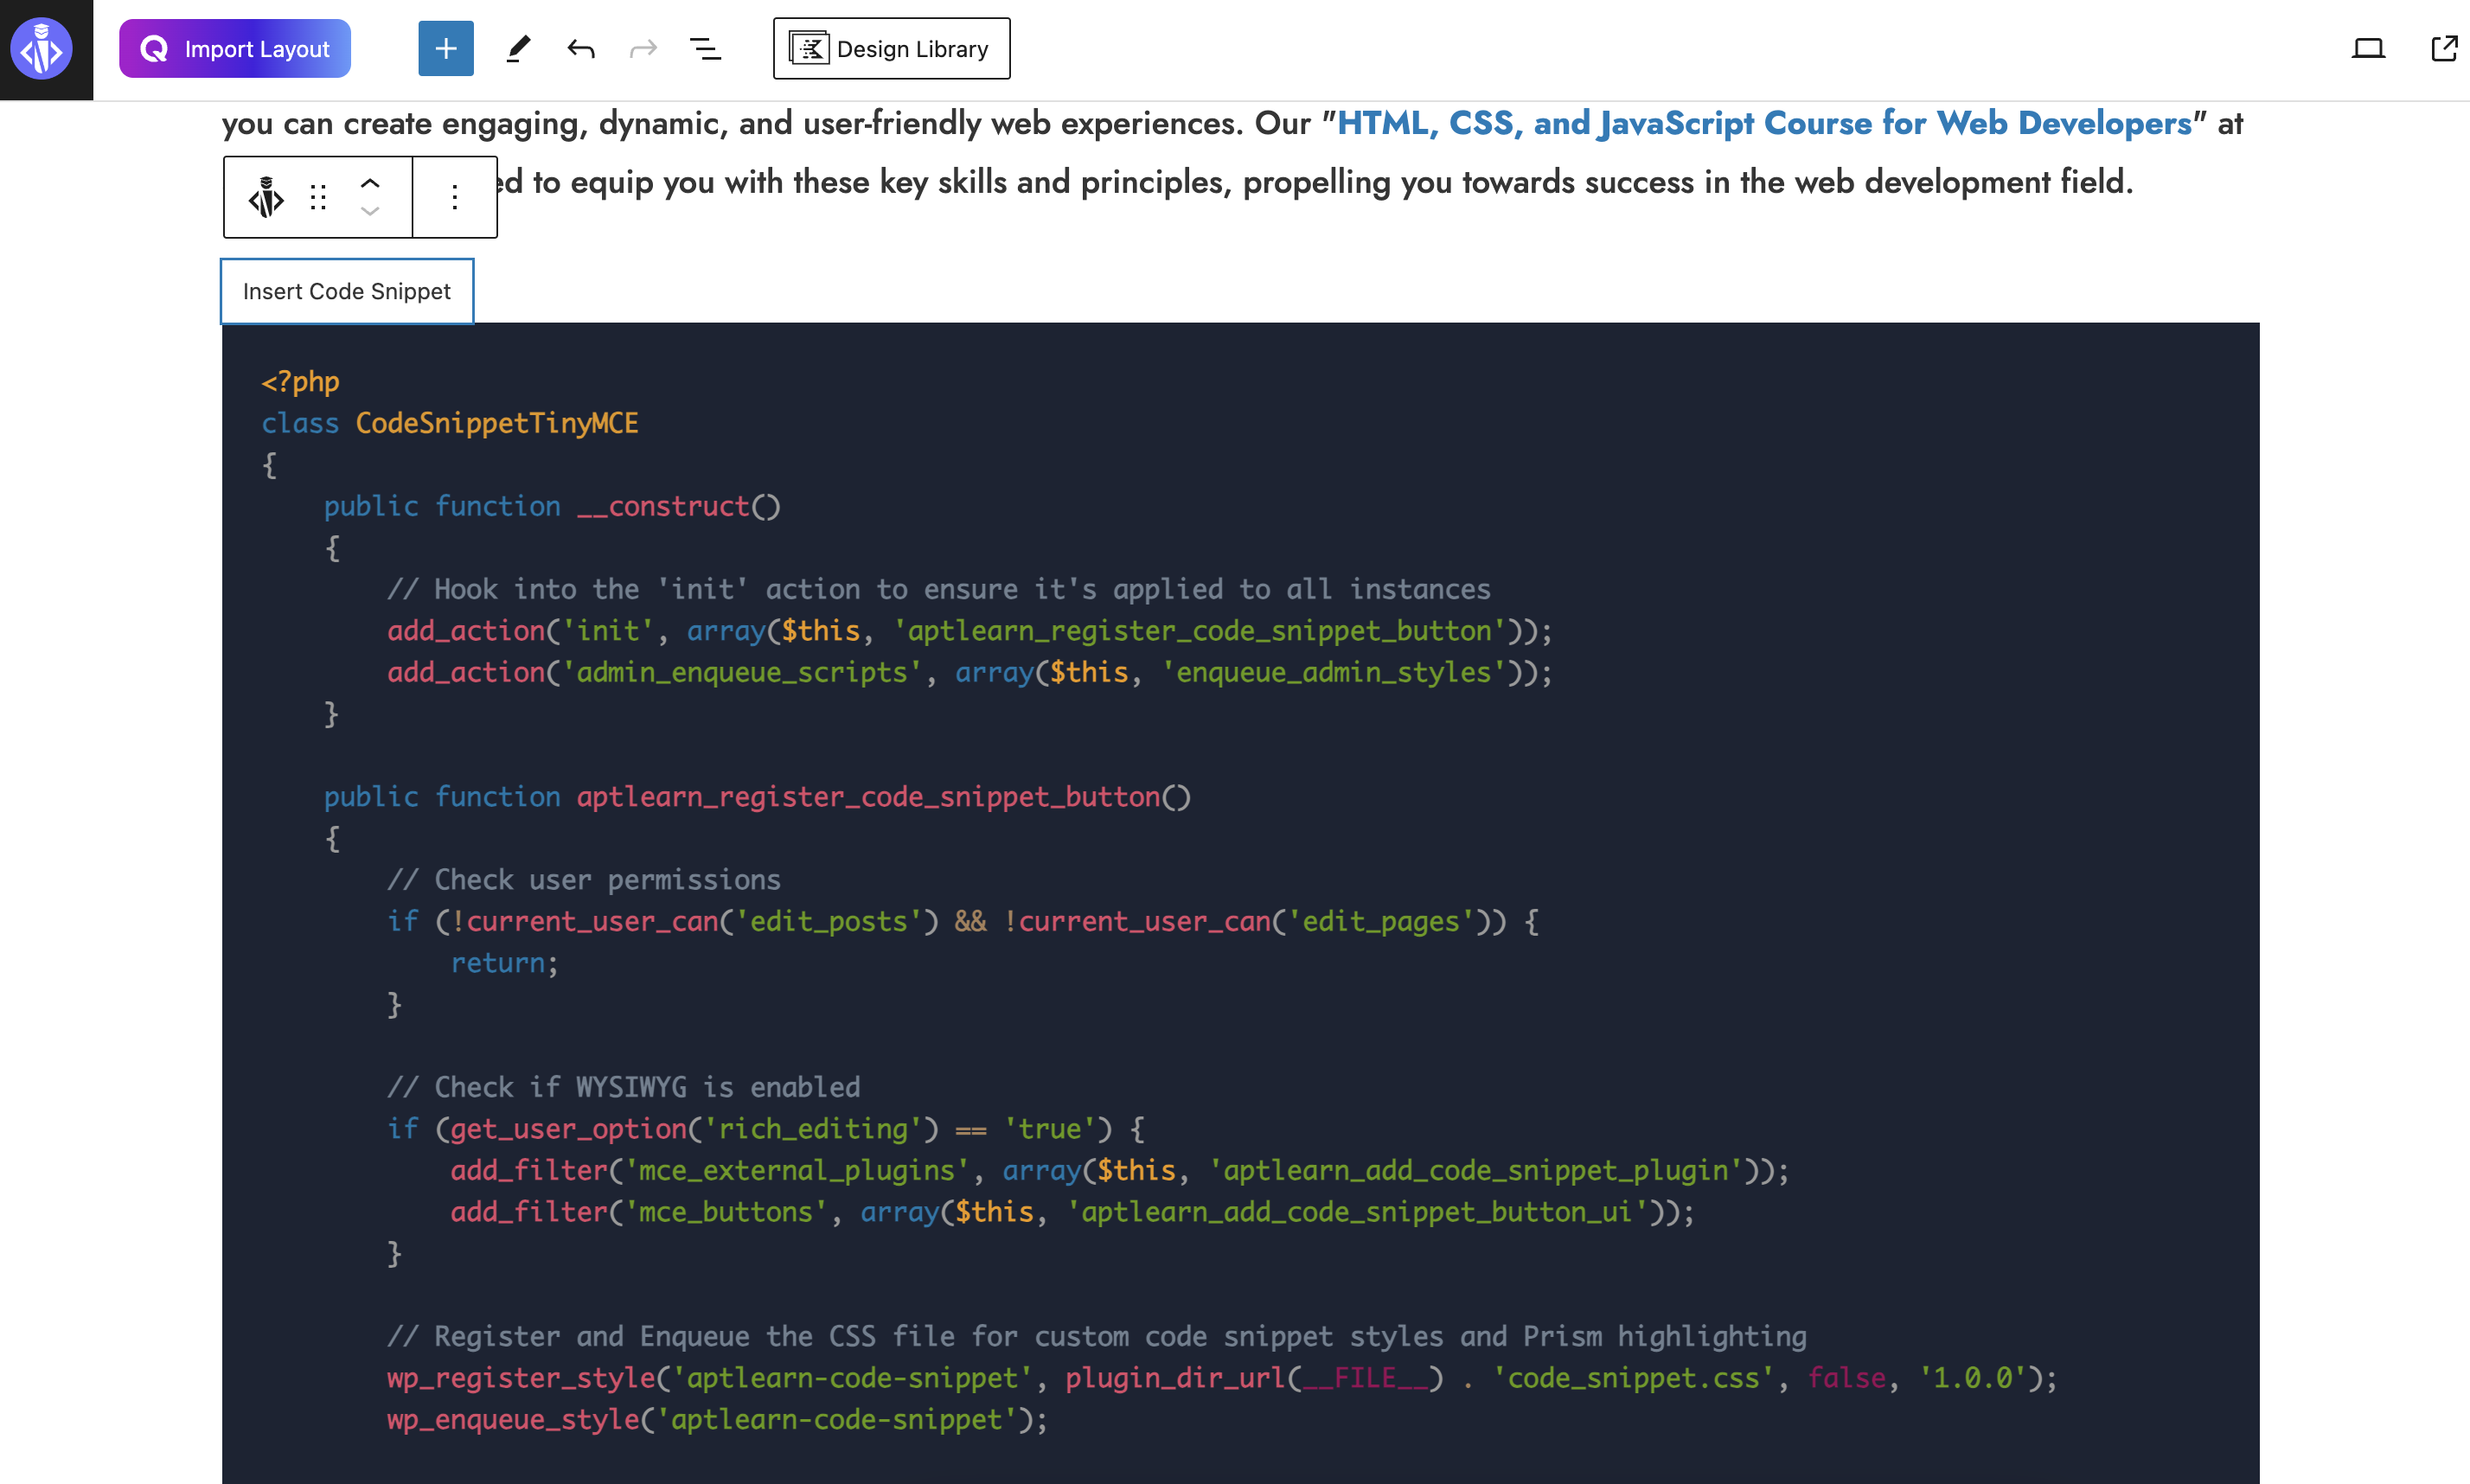 Import Layout
Design Library
you can create engaging, dynamic, and user-friendly web experiences. Our "HTML, CSS, and JavaScript Course for Web Developers" at
ed to equip you with these key skills and principles, propelling you towards success in the web development field.
Insert Code Snippet
<?php
class CodeSnippetTinyMCE
{
    public function __construct()
    {
        // Hook into the 'init' action to ensure it's applied to all instances
        add_action('init', array($this, 'aptlearn_register_code_snippet_button'));
        add_action('admin_enqueue_scripts', array($this, 'enqueue_admin_styles'));
    }

    public function aptlearn_register_code_snippet_button()
    {
        // Check user permissions
        if (!current_user_can('edit_posts') && !current_user_can('edit_pages')) {
            return;
        }

        // Check if WYSIWYG is enabled
        if (get_user_option('rich_editing') == 'true') {
            add_filter('mce_external_plugins', array($this, 'aptlearn_add_code_snippet_plugin'));
            add_filter('mce_buttons', array($this, 'aptlearn_add_code_snippet_button_ui'));
        }

        // Register and Enqueue the CSS file for custom code snippet styles and Prism highlighting
        wp_register_style('aptlearn-code-snippet', plugin_dir_url(__FILE__) . 'code_snippet.css', false, '1.0.0');
        wp_enqueue_style('aptlearn-code-snippet');